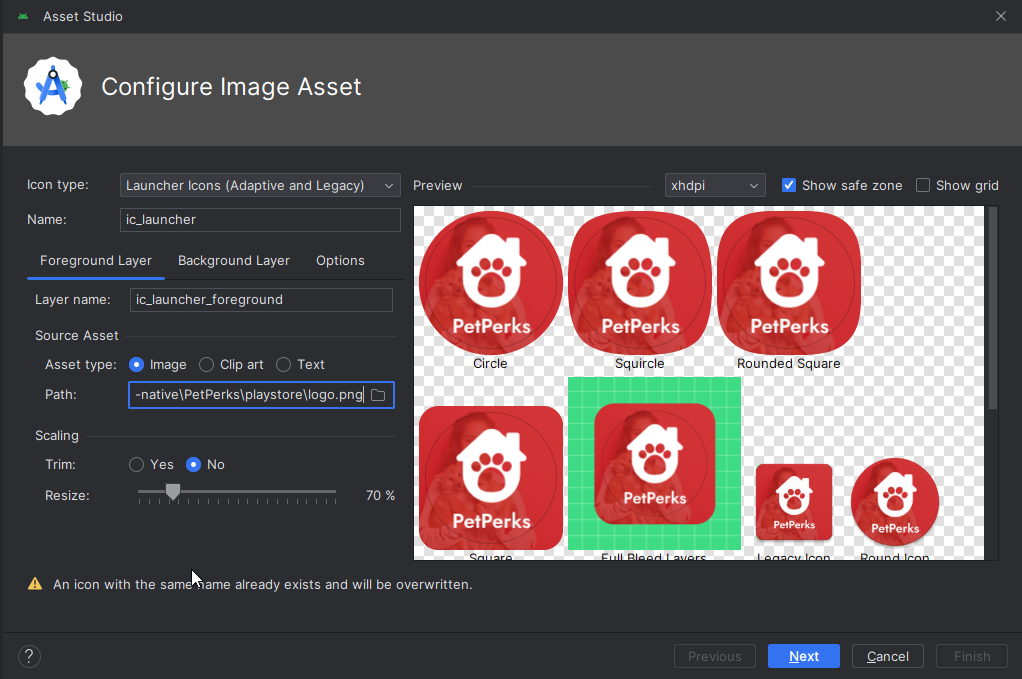 Asset Studio
Configure Image Asset
Icon type: Launcher Icons (Adaptive and Legacy)
Name: ic_launcher
Foreground Layer Background Layer Options
Layer name: ic_launcher_foreground
Source Asset
Asset type: Image Clip art Text
Path: -native\PetPerks\playstore\logo.png
Scaling
Trim: Yes No
Resize: 70 %
Preview xhdpi Show safe zone Show grid
PetPerks PetPerks PetPerks
Circle Squircle Rounded Square
PetPerks PetPerks PetPerks PetPerks
Square Full Bleed Layers Legacy Icon Round Icon
An icon with the same name already exists and will be overwritten.
? Previous Next Cancel Finish